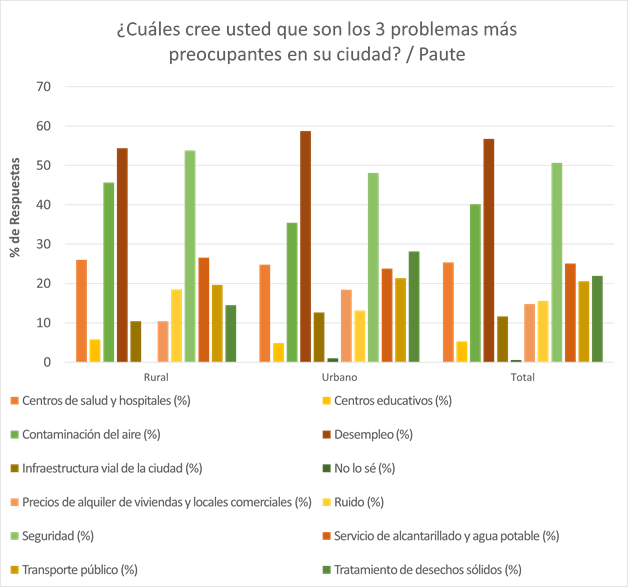 ¿Cuáles cree usted que son los 3 problemas más
preocupantes en su ciudad? / Paute
% de Respuestas
70
60
50
40
30
20
10
0
Rural
Urbano
Total
Centros de salud y hospitales (%)
Centros educativos (%)
Contaminación del aire (%)
Desempleo (%)
Infraestructura vial de la ciudad (%)
No lo sé (%)
Precios de alquiler de viviendas y locales comerciales (%)
Ruido (%)
Seguridad (%)
Servicio de alcantarillado y agua potable (%)
Transporte público (%)
Tratamiento de desechos sólidos (%)